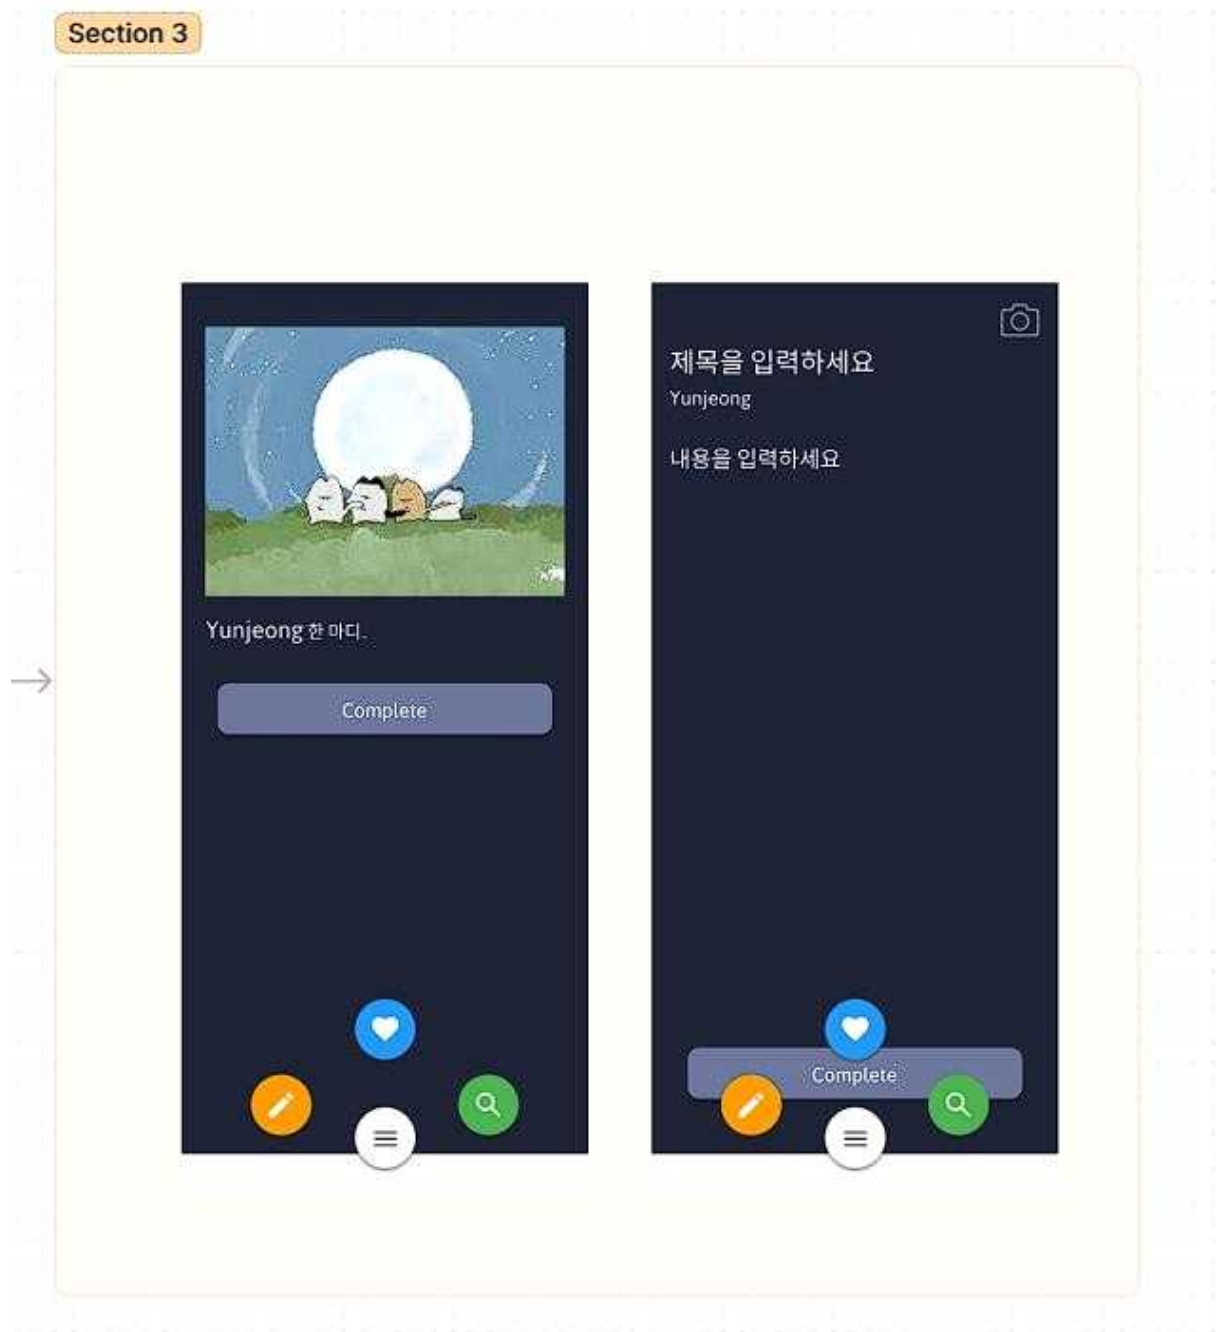 Section 3
Yunjeong 한 마디..
Complete
제목을 입력하세요
Yunjeong
내용을 입력하세요
Complete